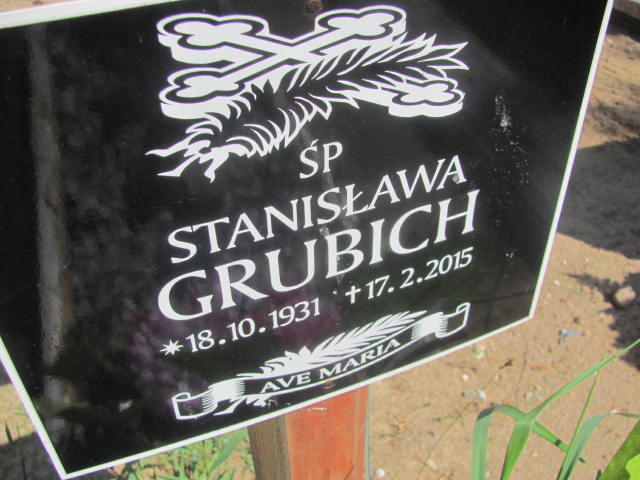 ŚP
STANISŁAWA
GRUBICH
*18.10.1931 ✝17.2.2015
AVE MARIA